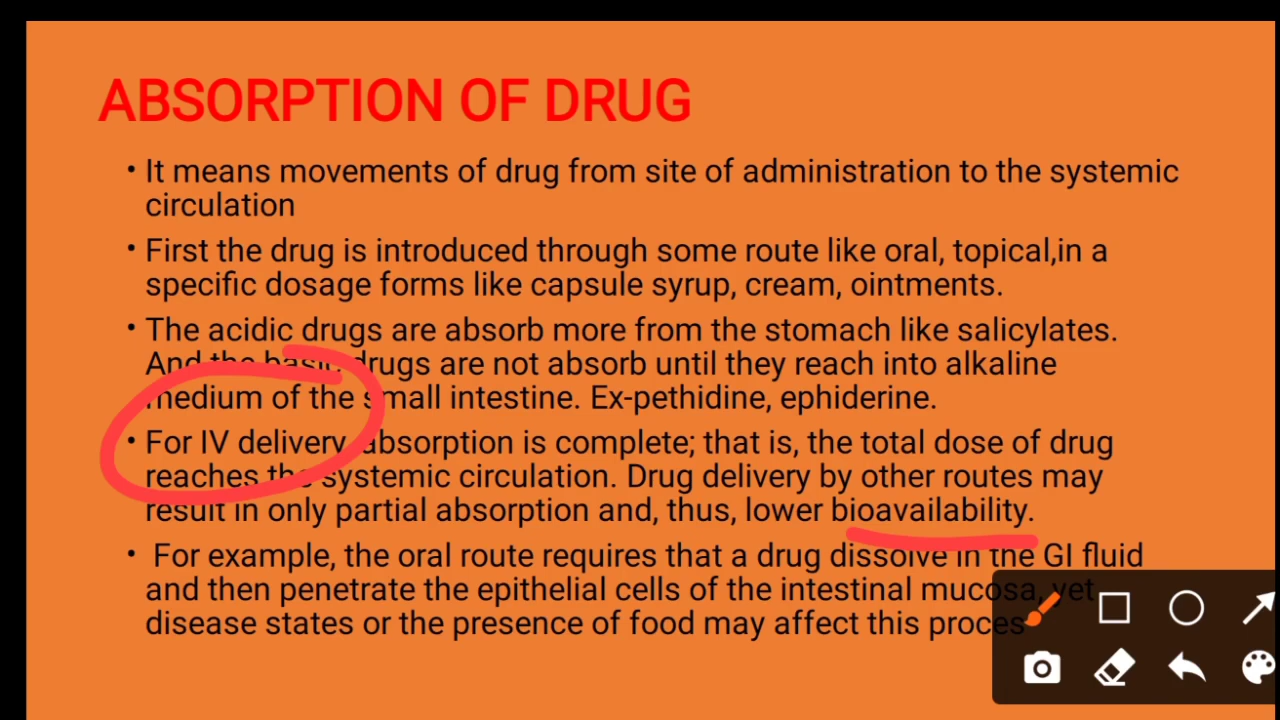 ABSORPTION OF DRUG
• It means movements of drug from site of administration to the systemic
circulation
• First the drug is introduced through some route like oral, topical,in a
specific dosage forms like capsule syrup, cream, ointments.
• The acidic drugs are absorb more from the stomach like salicylates.
And the basic drugs are not absorb until they reach into alkaline
medium of the small intestine. Ex-pethidine, ephiderine.
• For IV delivery, absorption is complete; that is, the total dose of drug
reaches the systemic circulation. Drug delivery by other routes may
result in only partial absorption and, thus, lower bioavailability.
• For example, the oral route requires that a drug dissolve in the GI fluid
and then penetrate the epithelial cells of the intestinal mucosa, yet
disease states or the presence of food may affect this proces